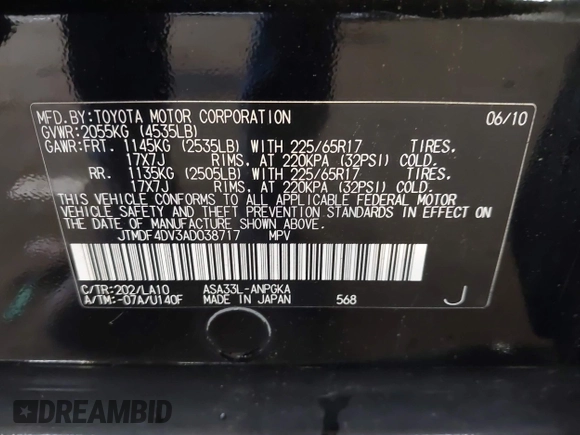 MFD.BY:TOYOTA MOTOR CORPORATION 06/10
GVWR:2055KG (4535LB)
GAWR:FRT. 1145KG (2535LB) WITH 225/65R17 TIRES.
17X7J RIMS. AT 220KPA (32PSI) COLD.
RR. 1135KG (2505LB) WITH 225/65R17 TIRES.
17X7J RIMS. AT 220KPA (32PSI) COLD.
THIS VEHICLE CONFORMS TO ALL APPLICABLE FEDERAL MOTOR
VEHICLE SAFETY AND THEFT PREVENTION STANDARDS IN EFFECT ON
THE DATE OF MANUFACTURE SHOWN ABOVE.
JTMDF4DV3AD038717 MPV
C/TR:202/LA10 ASA33L-ANPGKA
A/TM:-07A/U140F MADE IN JAPAN 568 J
DREAMBID